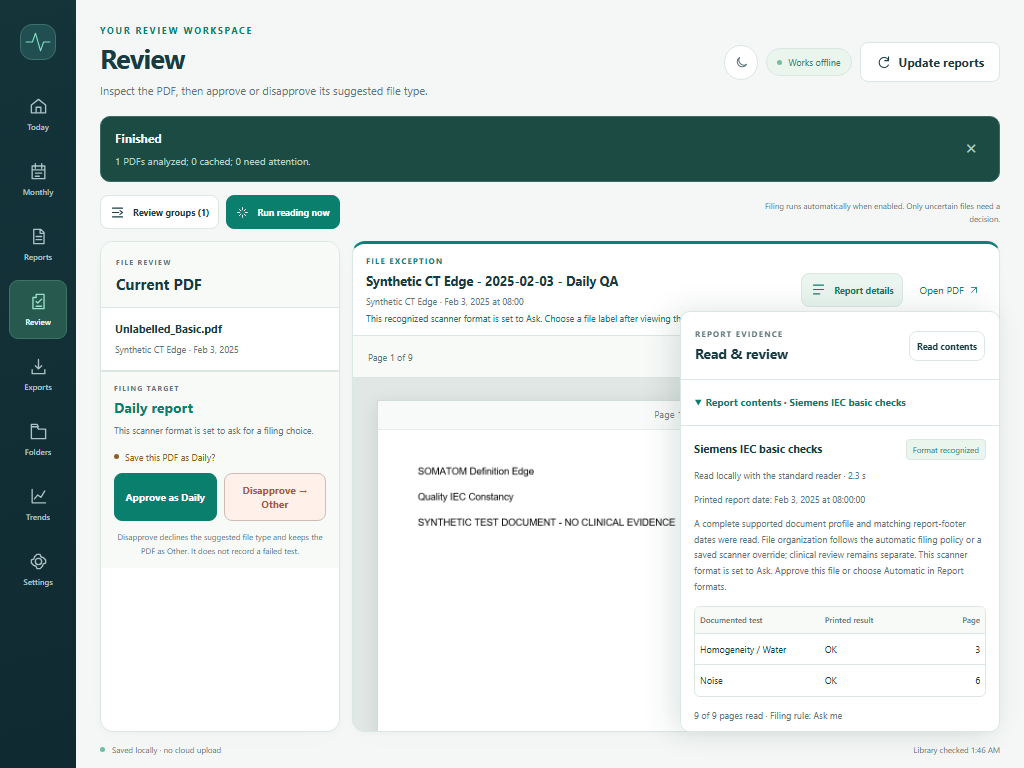 YOUR REVIEW WORKSPACE
Review
Inspect the PDF, then approve or disapprove its suggested file type.
Works offline
Update reports
Today
Monthly
Reports
Review
Exports
Folders
Trends
Settings
Finished
1 PDFs analyzed; 0 cached; 0 need attention.
Review groups (1)
Run reading now
Filing runs automatically when enabled. Only uncertain files need a
decision.
FILE REVIEW
Current PDF
Unlabelled_Basic.pdf
Synthetic CT Edge · Feb 3, 2025
FILING TARGET
Daily report
This scanner format is set to ask for a filing choice.
Save this PDF as Daily?
Approve as Daily
Disapprove →
Other
Disapprove declines the suggested file type and keeps the
PDF as Other. It does not record a failed test.
FILE EXCEPTION
Synthetic CT Edge - 2025-02-03 - Daily QA
Synthetic CT Edge · Feb 3, 2025 at 08:00
This recognized scanner format is set to Ask. Choose a file label after viewing th
Report details
Open PDF
Page 1 of 9
Page 1
SOMATOM Definition Edge
Quality IEC Constancy
SYNTHETIC TEST DOCUMENT - NO CLINICAL EVIDENCE
REPORT EVIDENCE
Read & review
Read contents
▼ Report contents · Siemens IEC basic checks
Siemens IEC basic checks
Format recognized
Read locally with the standard reader · 2.3 s
Printed report date: Feb 3, 2025 at 08:00:00
A complete supported document profile and matching report-footer
dates were read. File organization follows the automatic filing policy or a
saved scanner override; clinical review remains separate. This scanner
format is set to Ask. Approve this file or choose Automatic in Report
formats.
Documented test Printed result Page
Homogeneity / Water OK 3
Noise OK 6
9 of 9 pages read · Filing rule: Ask me
Saved locally · no cloud upload
Library checked 1:46 AM